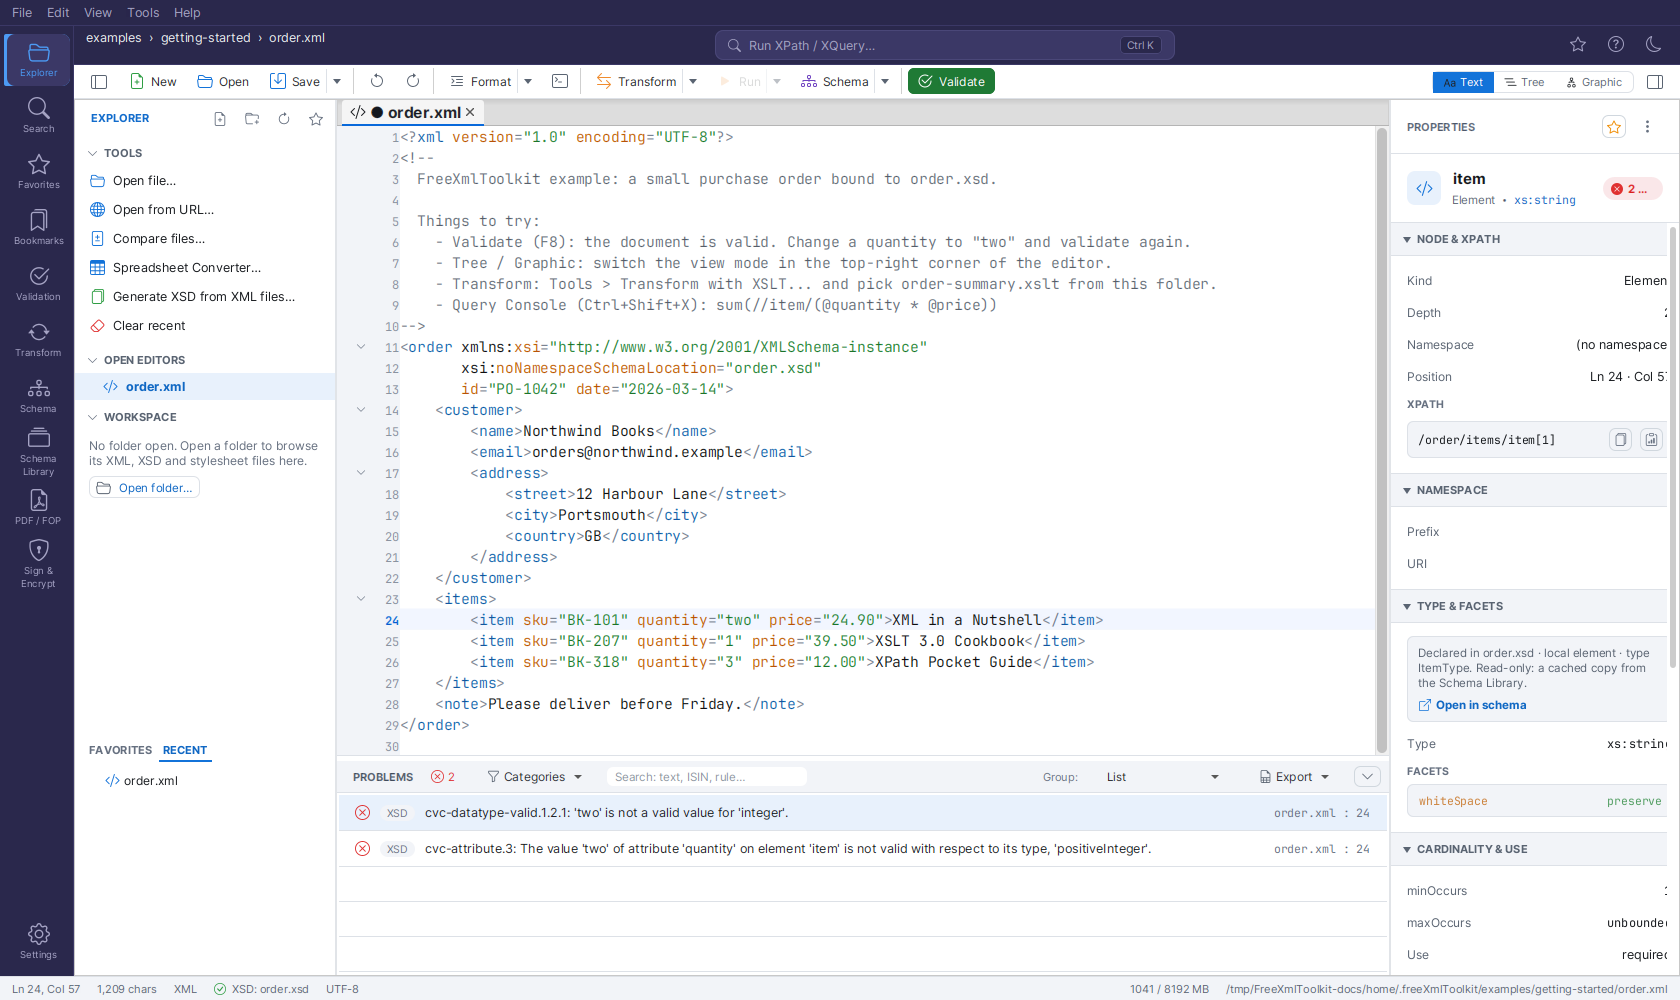 File Edit View Tools Help
examples › getting-started › order.xml
Run XPath / XQuery... Ctrl K
New Open Save Format Transform Run Schema Validate
Aa Text Tree Graphic
Explorer
Search
Favorites
Bookmarks
Validation
Transform
Schema
Schema
Library
PDF / FOP
Sign &
Encrypt
Settings
EXPLORER
TOOLS
Open file...
Open from URL...
Compare files...
Spreadsheet Converter...
Generate XSD from XML files...
Clear recent
OPEN EDITORS
</> order.xml
WORKSPACE
No folder open. Open a folder to browse
its XML, XSD and stylesheet files here.
Open folder...
FAVORITES RECENT
</> order.xml
</> ● order.xml ×
1 <?xml version="1.0" encoding="UTF-8"?>
2 <!--
3 FreeXmlToolkit example: a small purchase order bound to order.xsd.
4
5 Things to try:
6 - Validate (F8): the document is valid. Change a quantity to "two" and validate again.
7 - Tree / Graphic: switch the view mode in the top-right corner of the editor.
8 - Transform: Tools > Transform with XSLT... and pick order-summary.xslt from this folder.
9 - Query Console (Ctrl+Shift+X): sum(//item/(@quantity * @price))
10 -->
11 <order xmlns:xsi="http://www.w3.org/2001/XMLSchema-instance"
12 xsi:noNamespaceSchemaLocation="order.xsd"
13 id="PO-1042" date="2026-03-14">
14 <customer>
15 <name>Northwind Books</name>
16 <email>orders@northwind.example</email>
17 <address>
18 <street>12 Harbour Lane</street>
19 <city>Portsmouth</city>
20 <country>GB</country>
21 </address>
22 </customer>
23 <items>
24 <item sku="BK-101" quantity="two" price="24.90">XML in a Nutshell</item>
25 <item sku="BK-207" quantity="1" price="39.50">XSLT 3.0 Cookbook</item>
26 <item sku="BK-318" quantity="3" price="12.00">XPath Pocket Guide</item>
27 </items>
28 <note>Please deliver before Friday.</note>
29 </order>
30
PROBLEMS 2 Categories Search: text, ISIN, rule... Group: List Export
XSD cvc-datatype-valid.1.2.1: 'two' is not a valid value for 'integer'. order.xml : 24
XSD cvc-attribute.3: The value 'two' of attribute 'quantity' on element 'item' is not valid with respect to its type, 'positiveInteger'. order.xml : 24
PROPERTIES
</> item 2 ...
Element • xs:string
NODE & XPATH
Kind Elemen
Depth
Namespace (no namespace
Position Ln 24 · Col 57
XPATH
/order/items/item[1]
NAMESPACE
Prefix
URI
TYPE & FACETS
Declared in order.xsd · local element · type
ItemType. Read-only: a cached copy from
the Schema Library.
Open in schema
Type xs:string
FACETS
whiteSpace preserve
CARDINALITY & USE
minOccurs 1
maxOccurs unbounded
Use required
Ln 24, Col 57 1,209 chars XML XSD: order.xsd UTF-8 1041 / 8192 MB /tmp/FreeXmlToolkit-docs/home/.freeXmlToolkit/examples/getting-started/order.xml